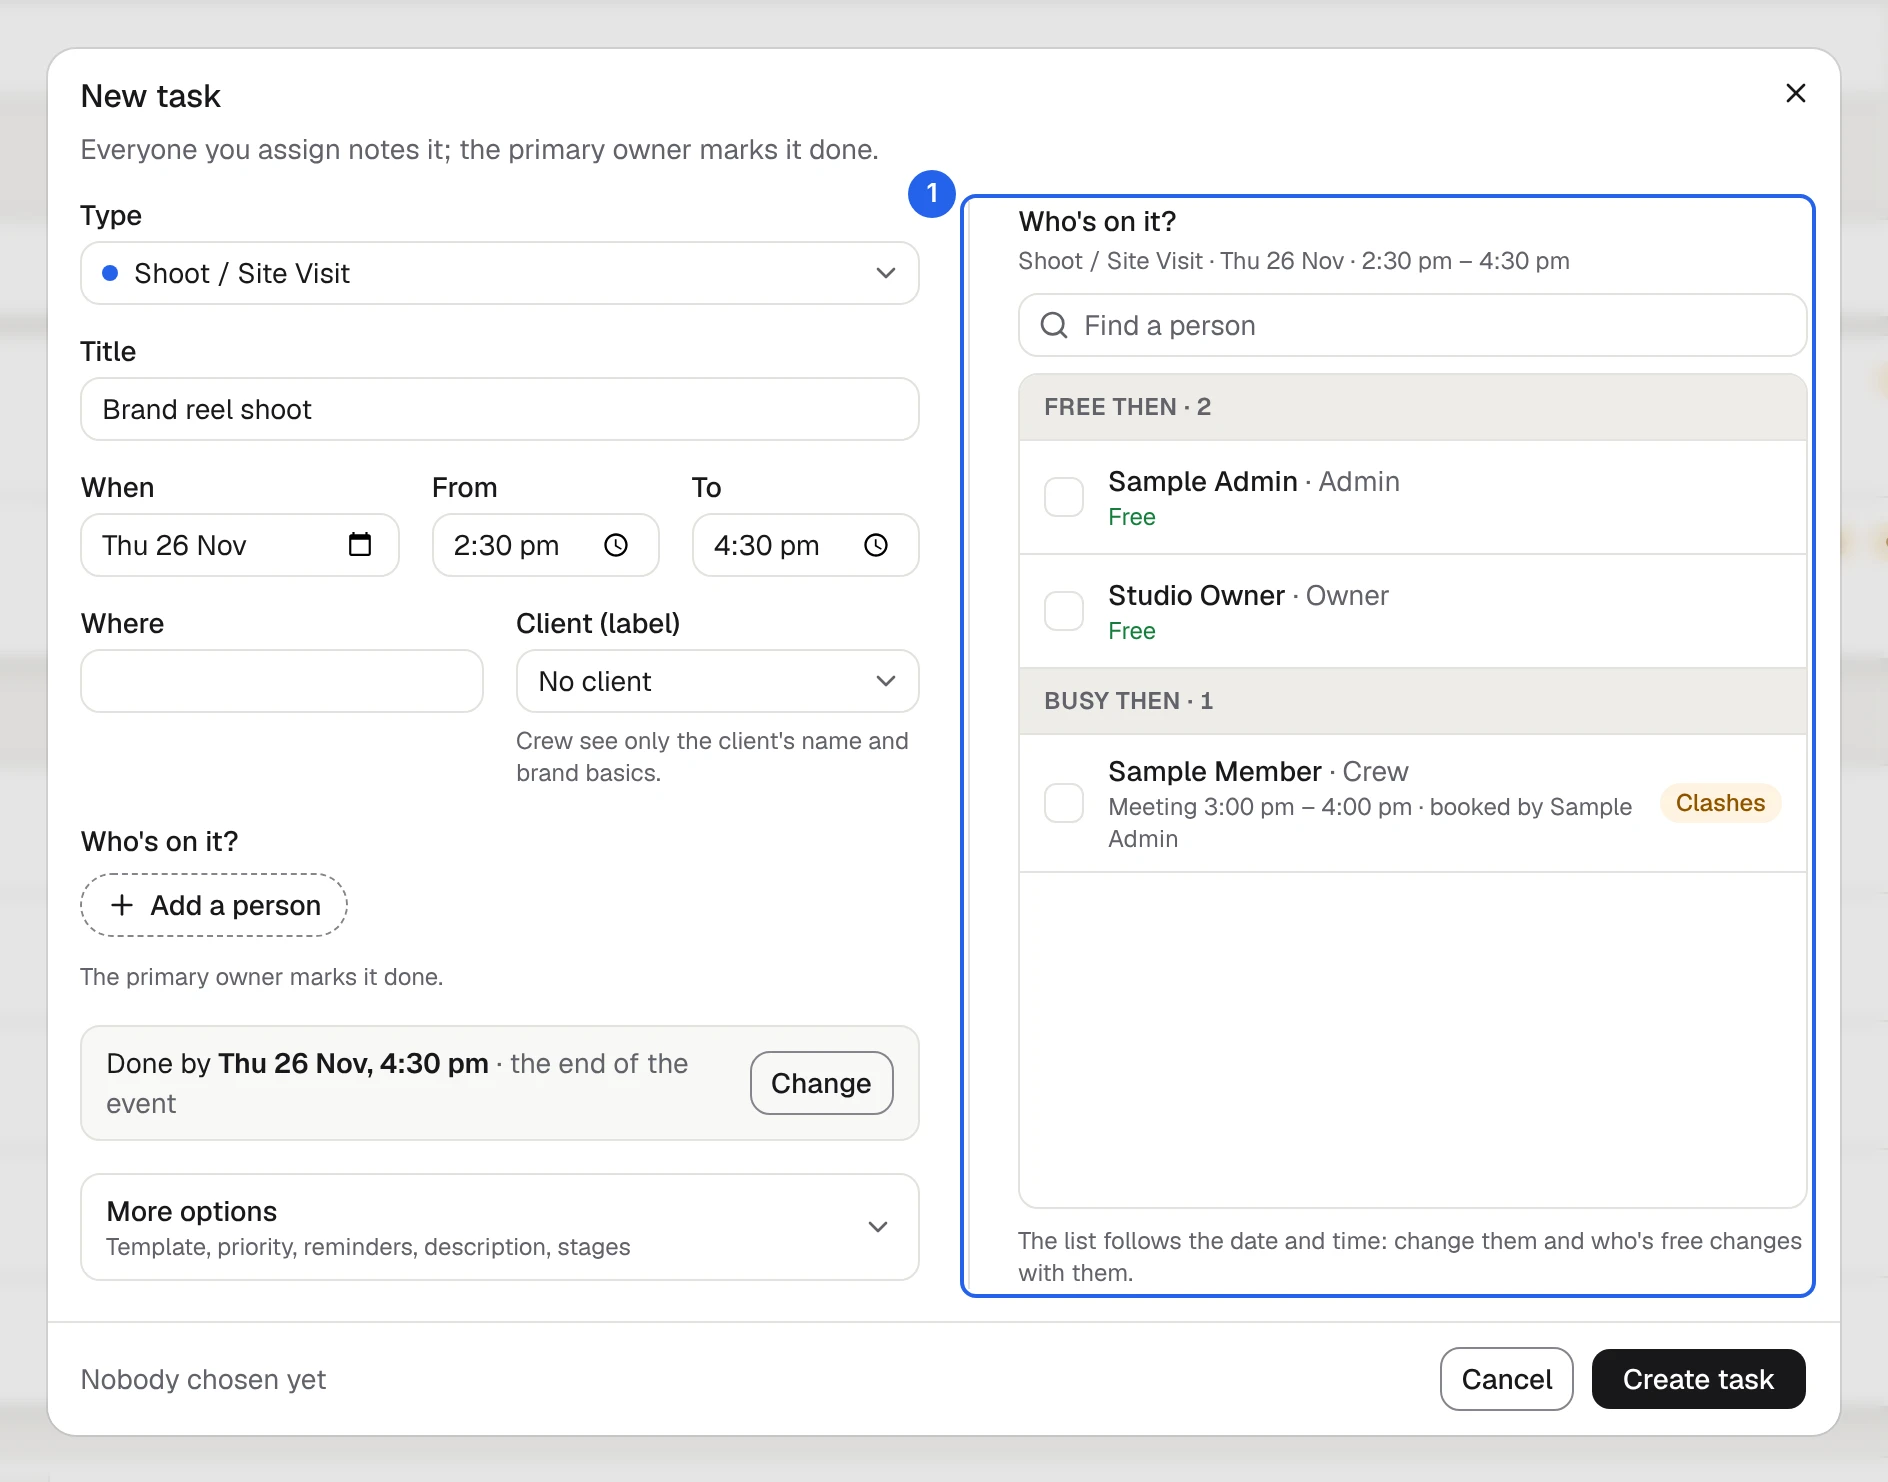 New task
Everyone you assign notes it; the primary owner marks it done.
Type
Shoot / Site Visit
Title
Brand reel shoot
When
From
To
Thu 26 Nov
2:30 pm
4:30 pm
Where
Client (label)
No client
Crew see only the client's name and
brand basics.
Who's on it?
+ Add a person
The primary owner marks it done.
Done by Thu 26 Nov, 4:30 pm · the end of the
event
Change
More options
Template, priority, reminders, description, stages
1
Who's on it?
Shoot / Site Visit · Thu 26 Nov · 2:30 pm – 4:30 pm
Find a person
FREE THEN · 2
Sample Admin · Admin
Free
Studio Owner · Owner
Free
BUSY THEN · 1
Sample Member · Crew
Meeting 3:00 pm – 4:00 pm · booked by Sample
Admin
Clashes
The list follows the date and time: change them and who's free changes
with them.
Nobody chosen yet
Cancel
Create task